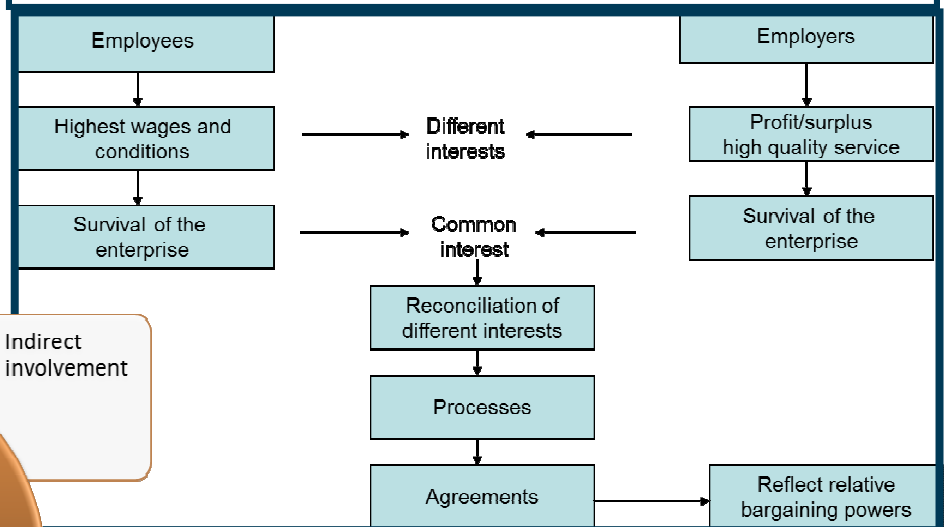 Employees
Employers
Highest wages and
conditions
Different
interests
Profit/surplus
high quality service
Survival of the
enterprise
Common
interest
Survival of the
enterprise
Reconciliation of
different interests
Indirect
involvement
Processes
Agreements
Reflect relative
bargaining powers